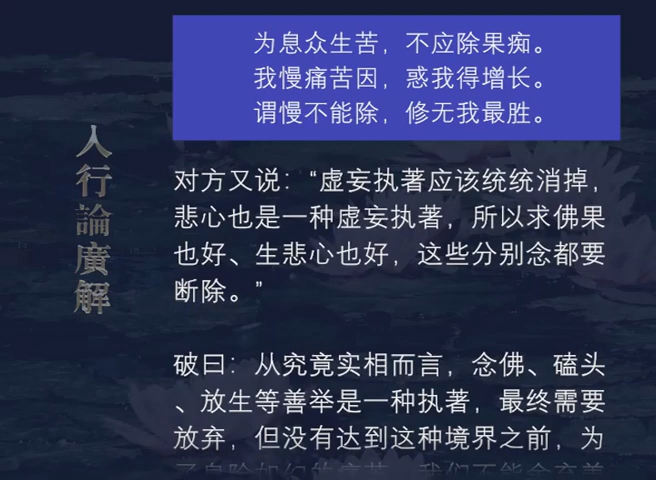 为息众生苦，不应除果痴。
我慢痛苦因，惑我得增长。
谓慢不能除，修无我最胜。
入行論廣解
对方又说：“虚妄执著应该统统消掉，
悲心也是一种虚妄执著，所以求佛果
也好、生悲心也好，这些分别念都要
断除。”
破曰：从究竟实相而言，念佛、磕头
、放生等善举是一种执著，最终需要
放弃，但没有达到这种境界之前，为